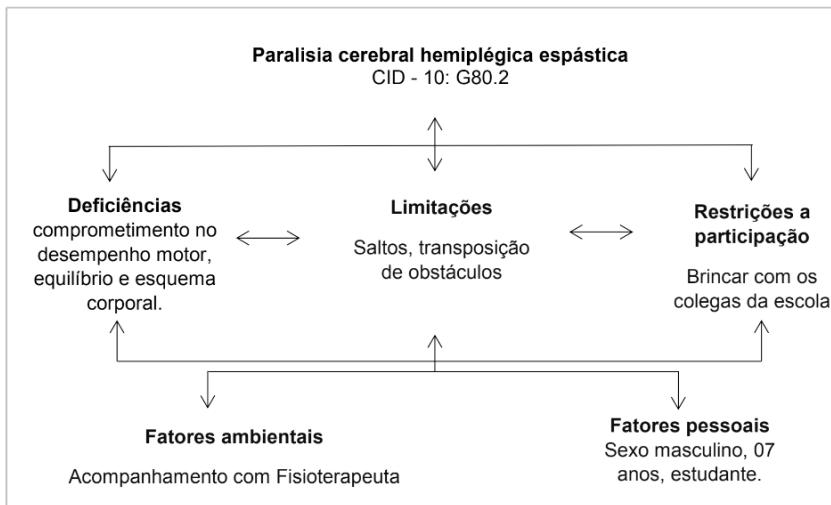 Paralisia cerebral hemiplégica espástica
CID - 10: G80.2
Deficiências
comprometimento no
desempenho motor,
equilíbrio e esquema
corporal.
Limitações
Saltos, transposição
de obstáculos
Restrições a
participação
Brincar com os
colegas da escola
Fatores ambientais
Acompanhamento com Fisioterapeuta
Fatores pessoais
Sexo masculino, 07
anos, estudante.